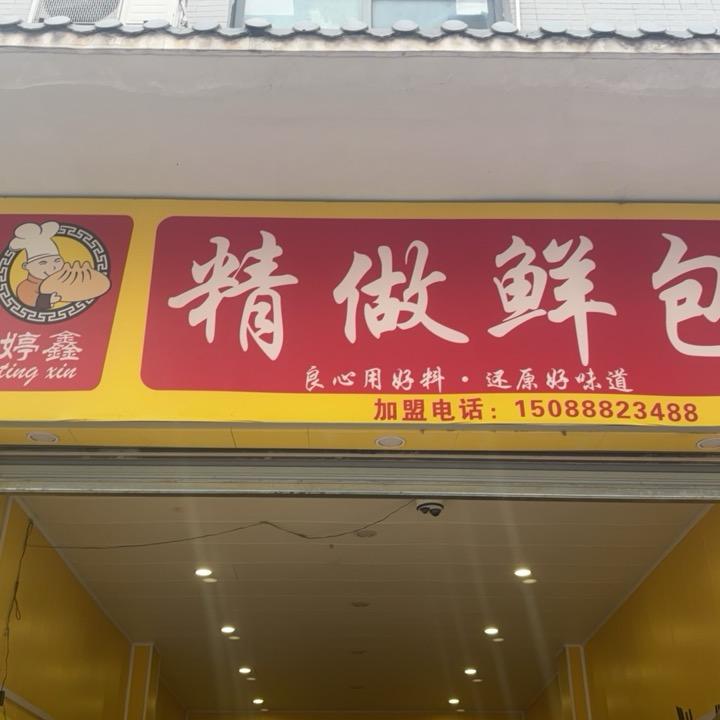 精做鲜包
良心用好料·还原好味道
加盟电话：15088823488
婷鑫
ting xin